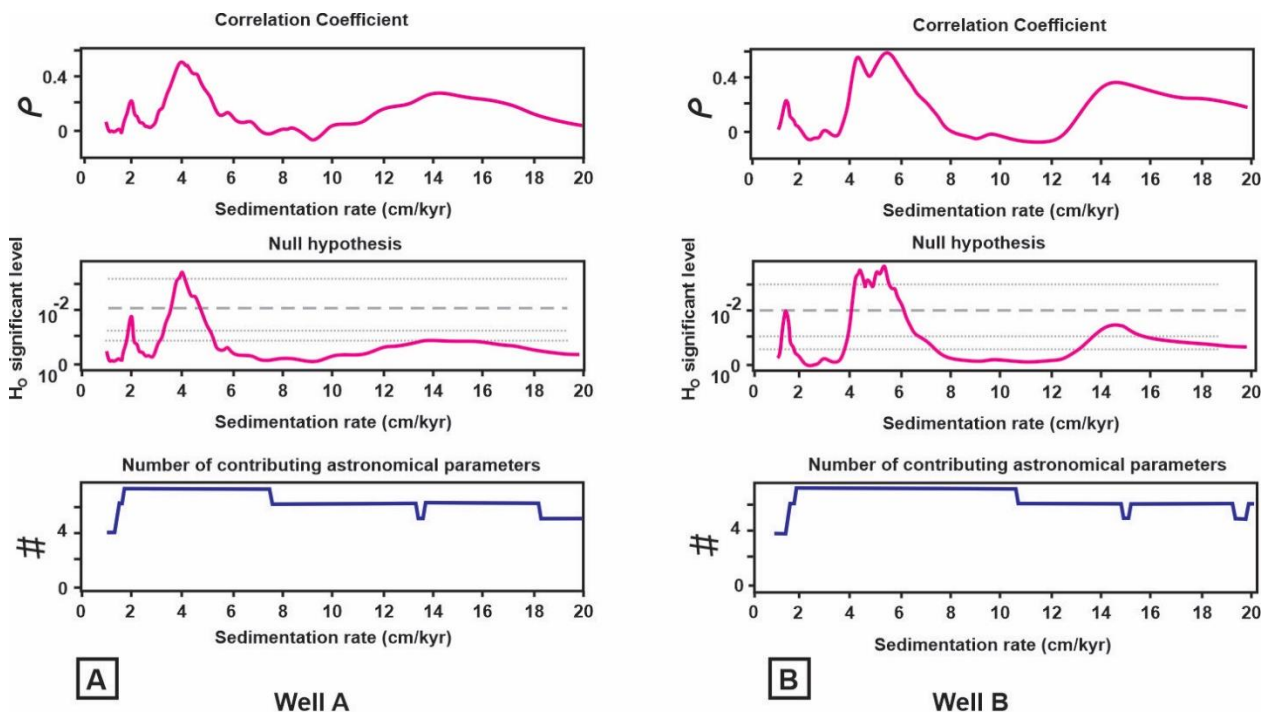 Correlation Coefficient
ρ
0.4
0
0 2 4 6 8 10 12 14 16 18 20
Sedimentation rate (cm/kyr)
Null hypothesis
H₀ significant level
10⁻²
10⁰
0 2 4 6 8 10 12 14 16 18 20
Sedimentation rate (cm/kyr)
Number of contributing astronomical parameters
#
4
0
0 2 4 6 8 10 12 14 16 18 20
Sedimentation rate (cm/kyr)
A
Well A
Correlation Coefficient
ρ
0.4
0
0 2 4 6 8 10 12 14 16 18 20
Sedimentation rate (cm/kyr)
Null hypothesis
H₀ significant level
10⁻²
10⁰
0 2 4 6 8 10 12 14 16 18 20
Sedimentation rate (cm/kyr)
Number of contributing astronomical parameters
#
4
0
0 2 4 6 8 10 12 14 16 18 20
Sedimentation rate (cm/kyr)
B
Well B